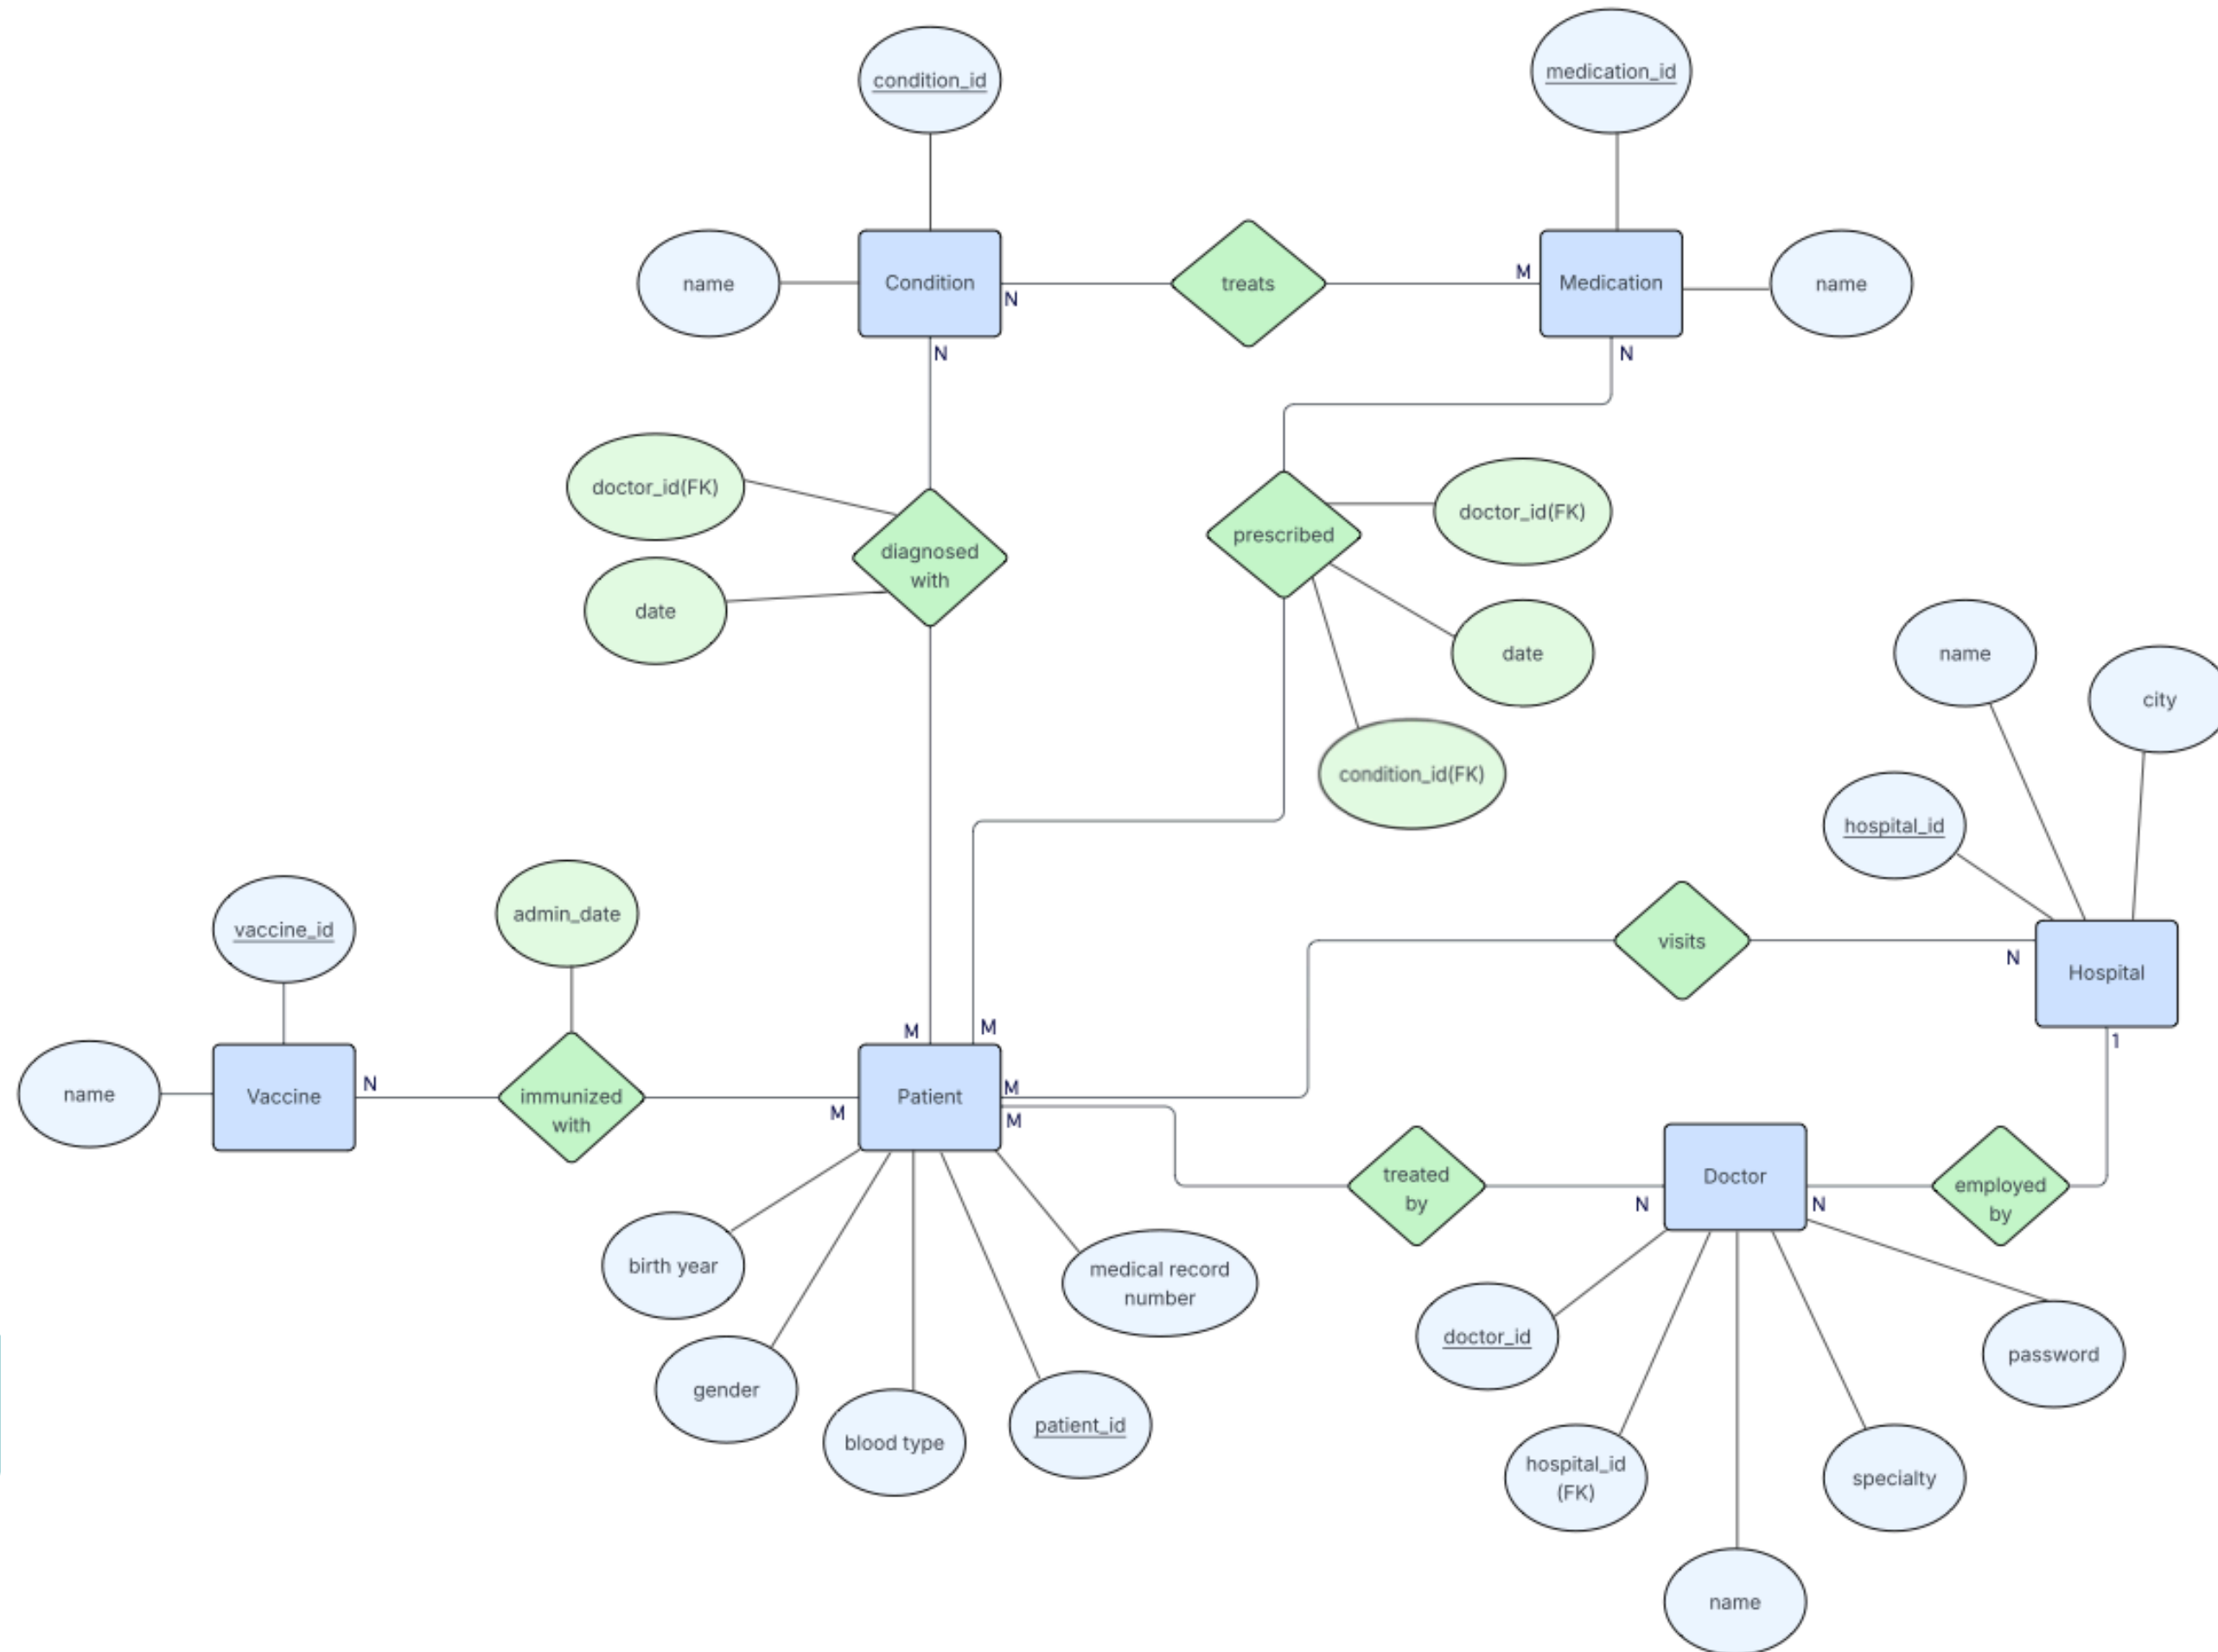 condition_id
medication_id
name
Condition
N
treats
M
Medication
name
N
N
doctor_id(FK)
date
diagnosed
with
prescribed
doctor_id(FK)
date
condition_id(FK)
name
city
hospital_id
vaccine_id
admin_date
visits
N
Hospital
1
name
Vaccine
N
immunized
with
M
M
M
Patient
M
M
treated
by
N
Doctor
N
employed
by
birth year
gender
blood type
patient_id
medical record
number
doctor_id
hospital_id
(FK)
name
specialty
password